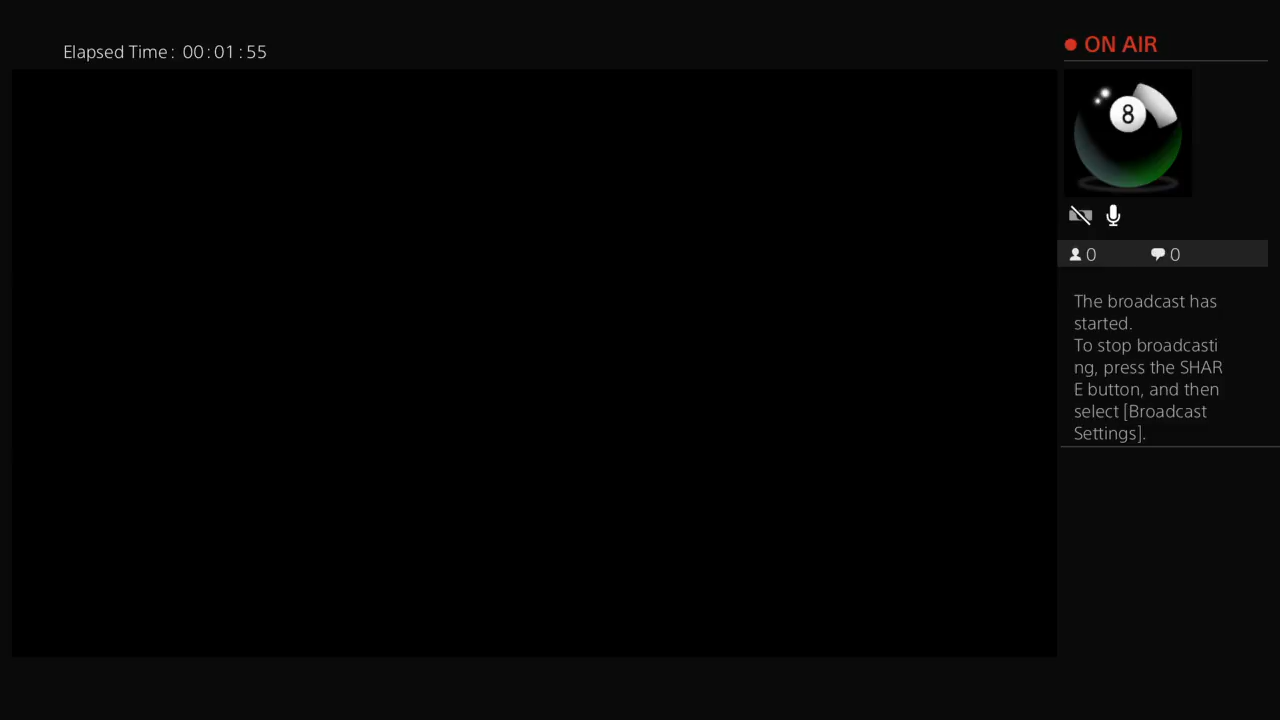 Elapsed Time: 00:01:55
ON AIR
8
0 0
The broadcast has
started.
To stop broadcasti
ng, press the SHAR
E button, and then
select [Broadcast
Settings].